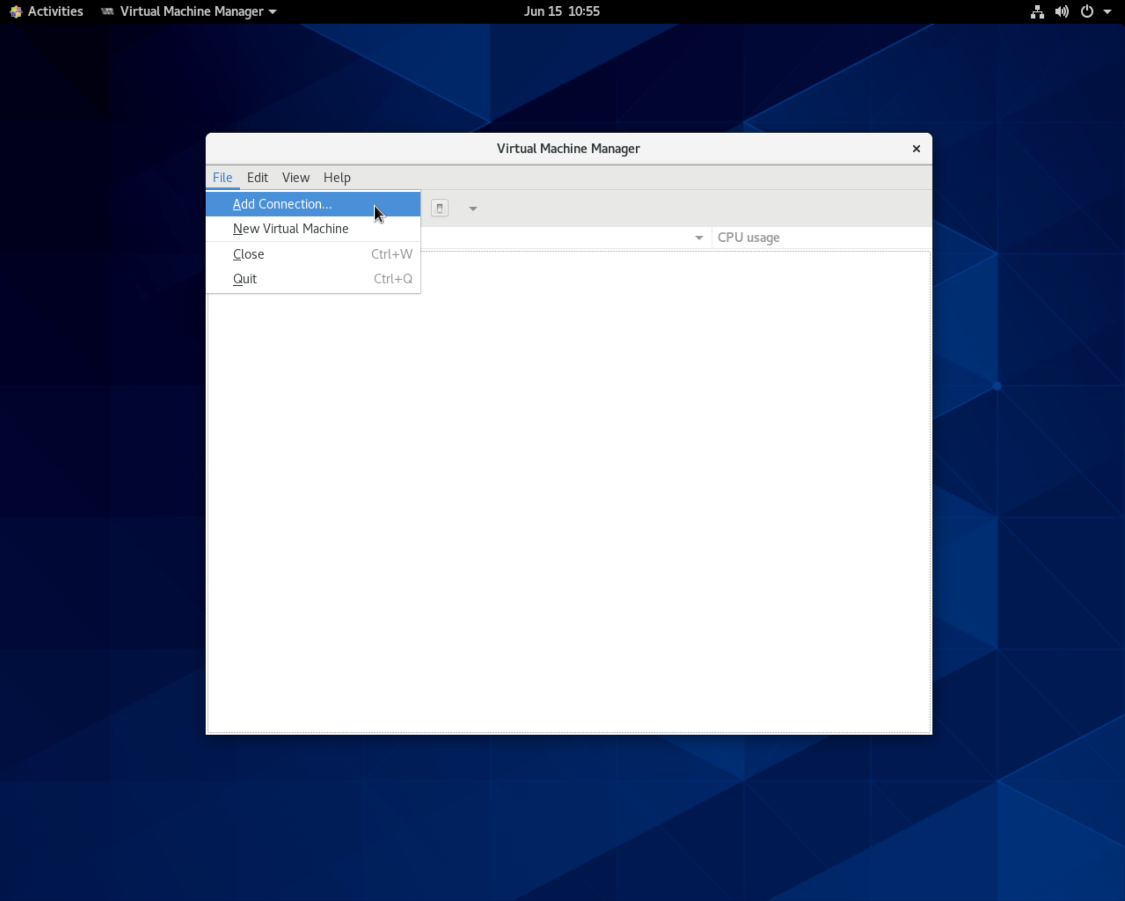 Activities Virtual Machine Manager Jun 15 10:55
Virtual Machine Manager
File Edit View Help
Add Connection...
New Virtual Machine
CPU usage
Close Ctrl+W
Quit Ctrl+Q